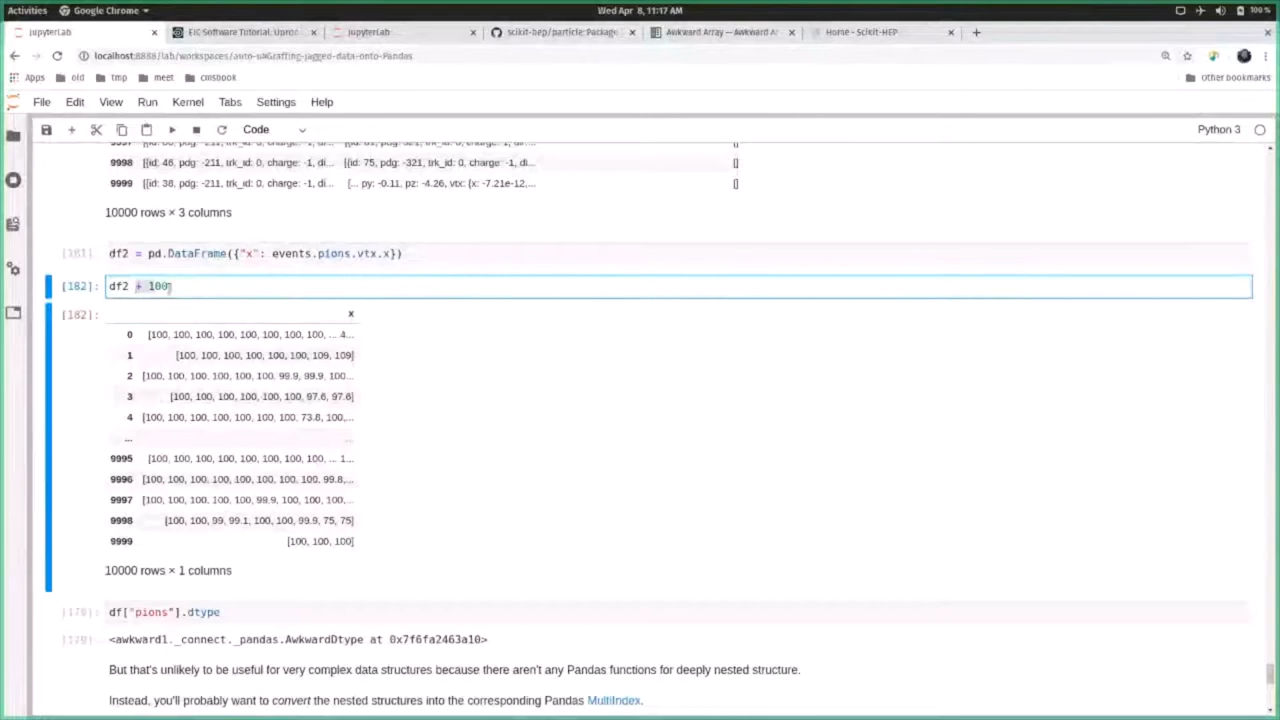 Activities Google Chrome Wed Apr 8, 11:17 AM 100 %
JupyterLab EIC Software Tutorial: Uproo JupyterLab scikit-hep/particle: Package Awkward Array — Awkward Ar Home - Scikit-HEP
localhost:8888/lab/workspaces/auto-u#Grafting-jagged-data-onto-Pandas
Apps old tmp meet cmsbook Other bookmarks
File Edit View Run Kernel Tabs Settings Help
Code Python 3
9998 [{id: 46, pdg: -211, trk_id: 0, charge: -1, di... [{id: 75, pdg: -321, trk_id: 0, charge: -1, di... []
9999 [{id: 38, pdg: -211, trk_id: 0, charge: -1, di... [... py: -0.11, pz: -4.26, vtx: {x: -7.21e-12,... []
10000 rows × 3 columns
[181]: df2 = pd.DataFrame({"x": events.pions.vtx.x})
[182]: df2 + 100
[182]: x
0 [100, 100, 100, 100, 100, 100, 100, 100, ... 4...
1 [100, 100, 100, 100, 100, 100, 109, 109]
2 [100, 100, 100, 100, 100, 100, 99.9, 99.9, 100...
3 [100, 100, 100, 100, 100, 100, 97.6, 97.6]
4 [100, 100, 100, 100, 100, 100, 100, 73.8, 100,...
... ...
9995 [100, 100, 100, 100, 100, 100, 100, 100, ... 1...
9996 [100, 100, 100, 100, 100, 100, 100, 100, 99.8,...
9997 [100, 100, 100, 100, 100, 99.9, 100, 100, 100,...
9998 [100, 100, 99, 99.1, 100, 100, 99.9, 75, 75]
9999 [100, 100, 100]
10000 rows × 1 columns
df["pions"].dtype
<awkward1._connect._pandas.AwkwardDtype at 0x7f6fa2463a10>
But that's unlikely to be useful for very complex data structures because there aren't any Pandas functions for deeply nested structure.
Instead, you'll probably want to convert the nested structures into the corresponding Pandas MultiIndex.